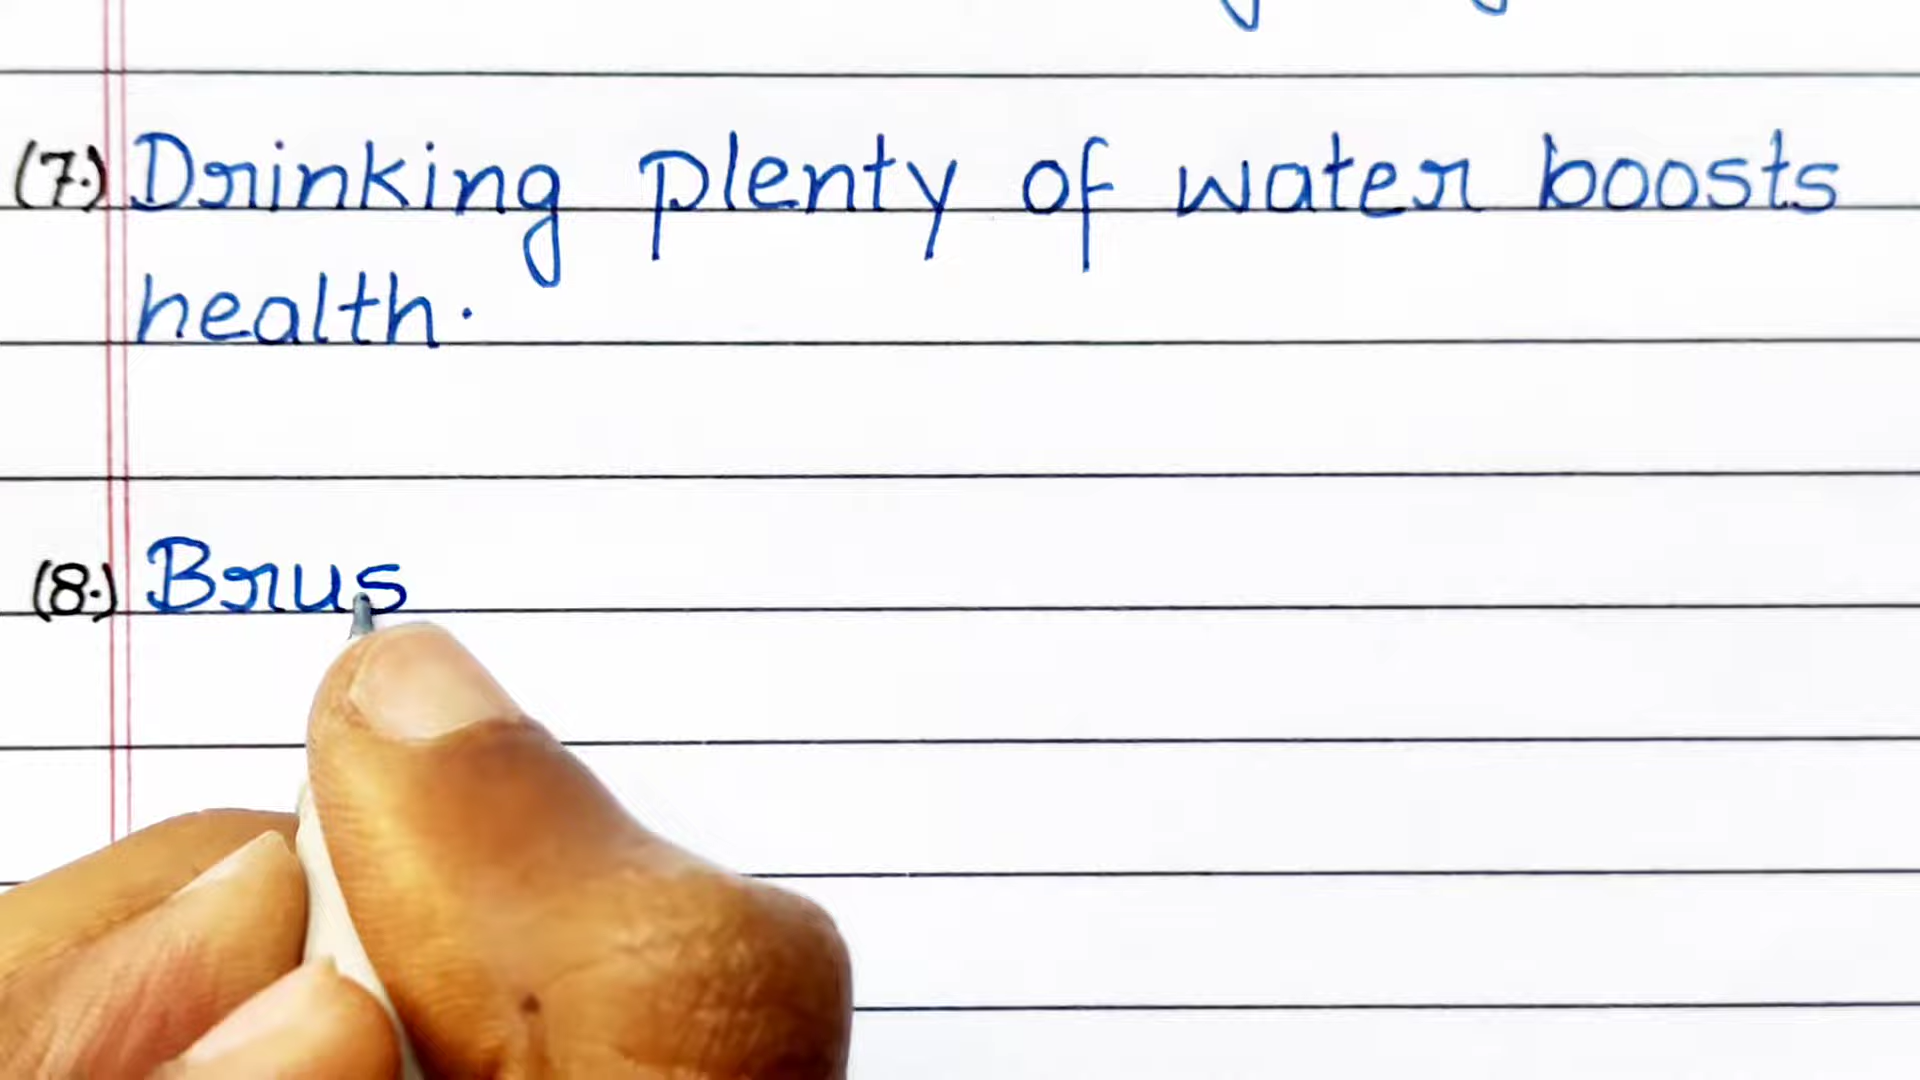 (7.) Drinking plenty of water boosts
health.
(8.) Brus